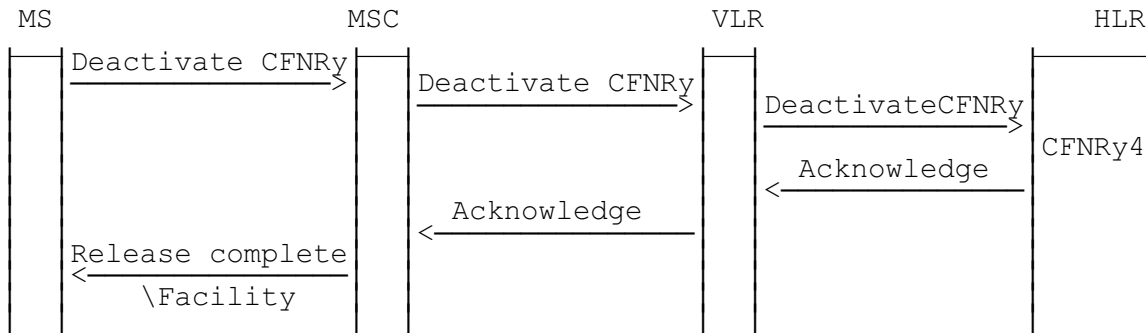 MS MSC VLR HLR
Deactivate CFNRy
Deactivate CFNRy
DeactivateCFNRy
CFNRy4
Acknowledge
Acknowledge
Release complete
\Facility